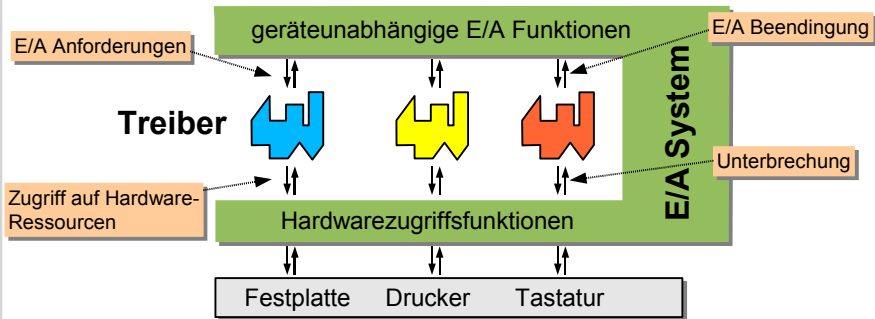 geräteunabhängige E/A Funktionen
E/A Anforderungen
E/A Beendingung
Treiber
E/A System
Zugriff auf Hardware-
Ressourcen
Unterbrechung
Hardwarezugriffsfunktionen
Festplatte Drucker Tastatur